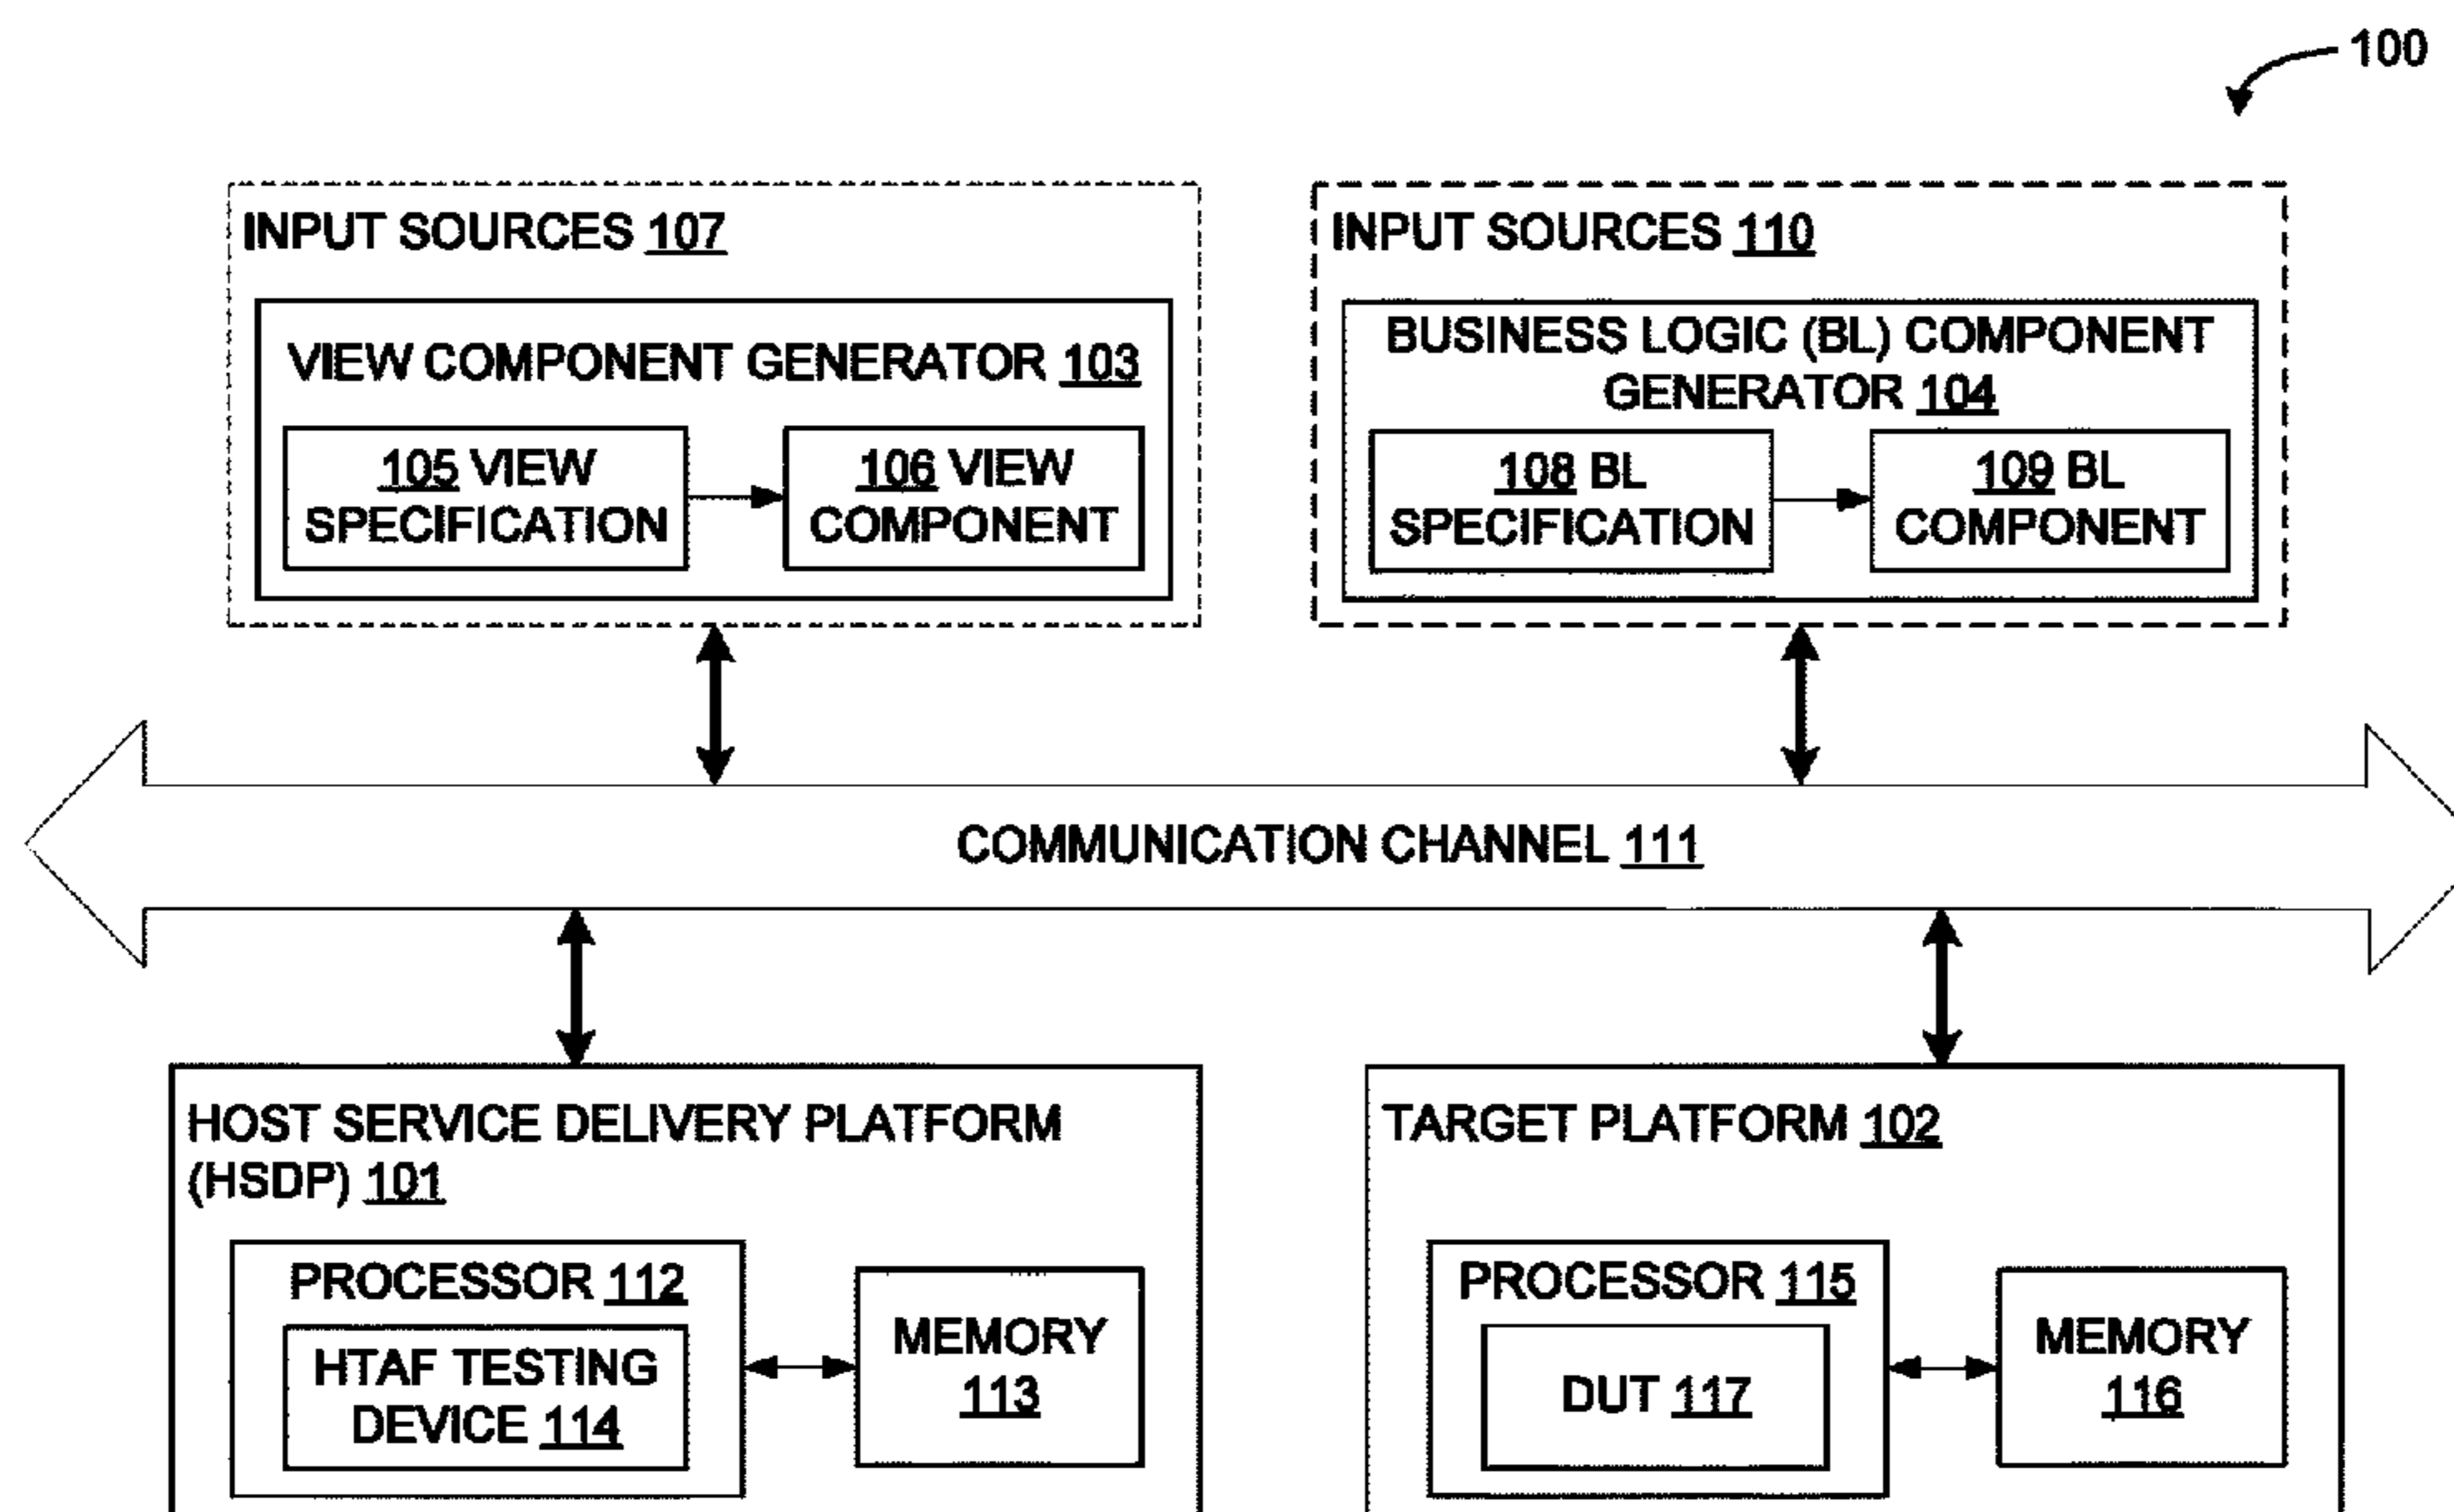 100
INPUT SOURCES 107
VIEW COMPONENT GENERATOR 103
105 VIEW
SPECIFICATION
106 VIEW
COMPONENT
INPUT SOURCES 110
BUSINESS LOGIC (BL) COMPONENT
GENERATOR 104
108 BL
SPECIFICATION
109 BL
COMPONENT
COMMUNICATION CHANNEL 111
HOST SERVICE DELIVERY PLATFORM
(HSDP) 101
PROCESSOR 112
HTAF TESTING
DEVICE 114
MEMORY
113
TARGET PLATFORM 102
PROCESSOR 115
DUT 117
MEMORY
116